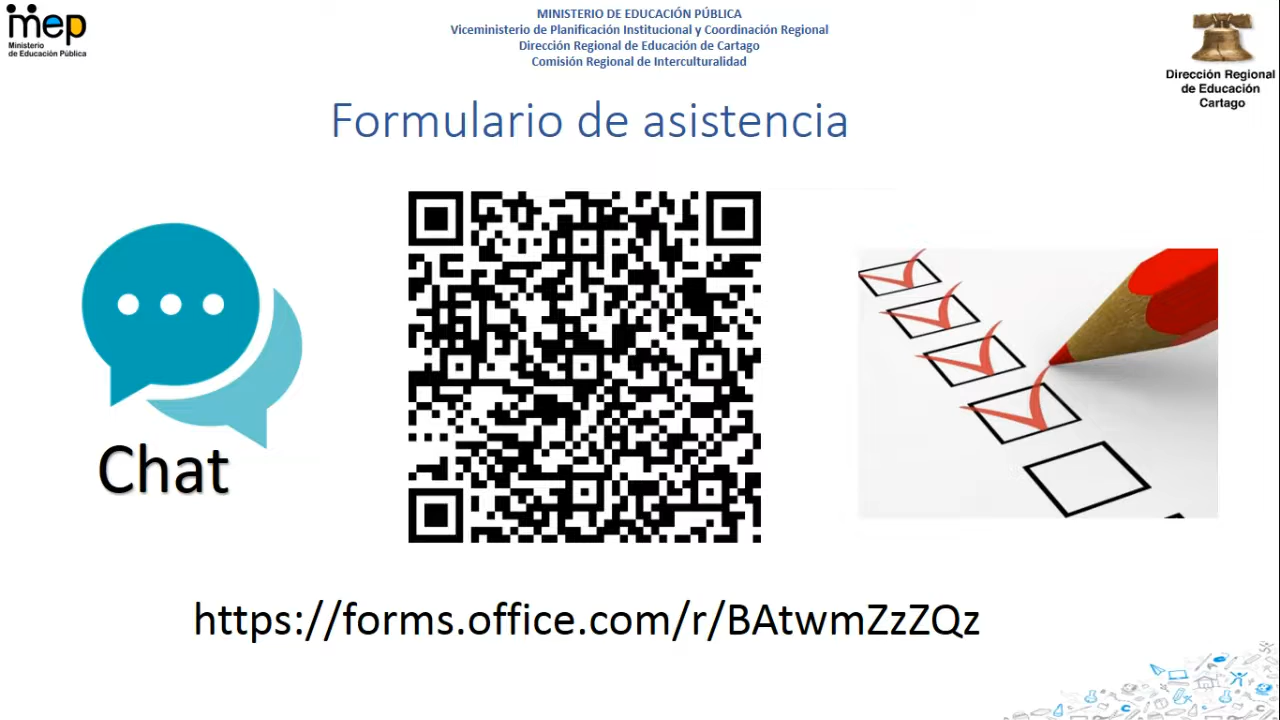 mep
Ministerio
de Educación Pública
MINISTERIO DE EDUCACIÓN PÚBLICA
Viceministerio de Planificación Institucional y Coordinación Regional
Dirección Regional de Educación de Cartago
Comisión Regional de Interculturalidad
Dirección Regional
de Educación
Cartago
Formulario de asistencia
Chat
https://forms.office.com/r/BAtwmZzZQz